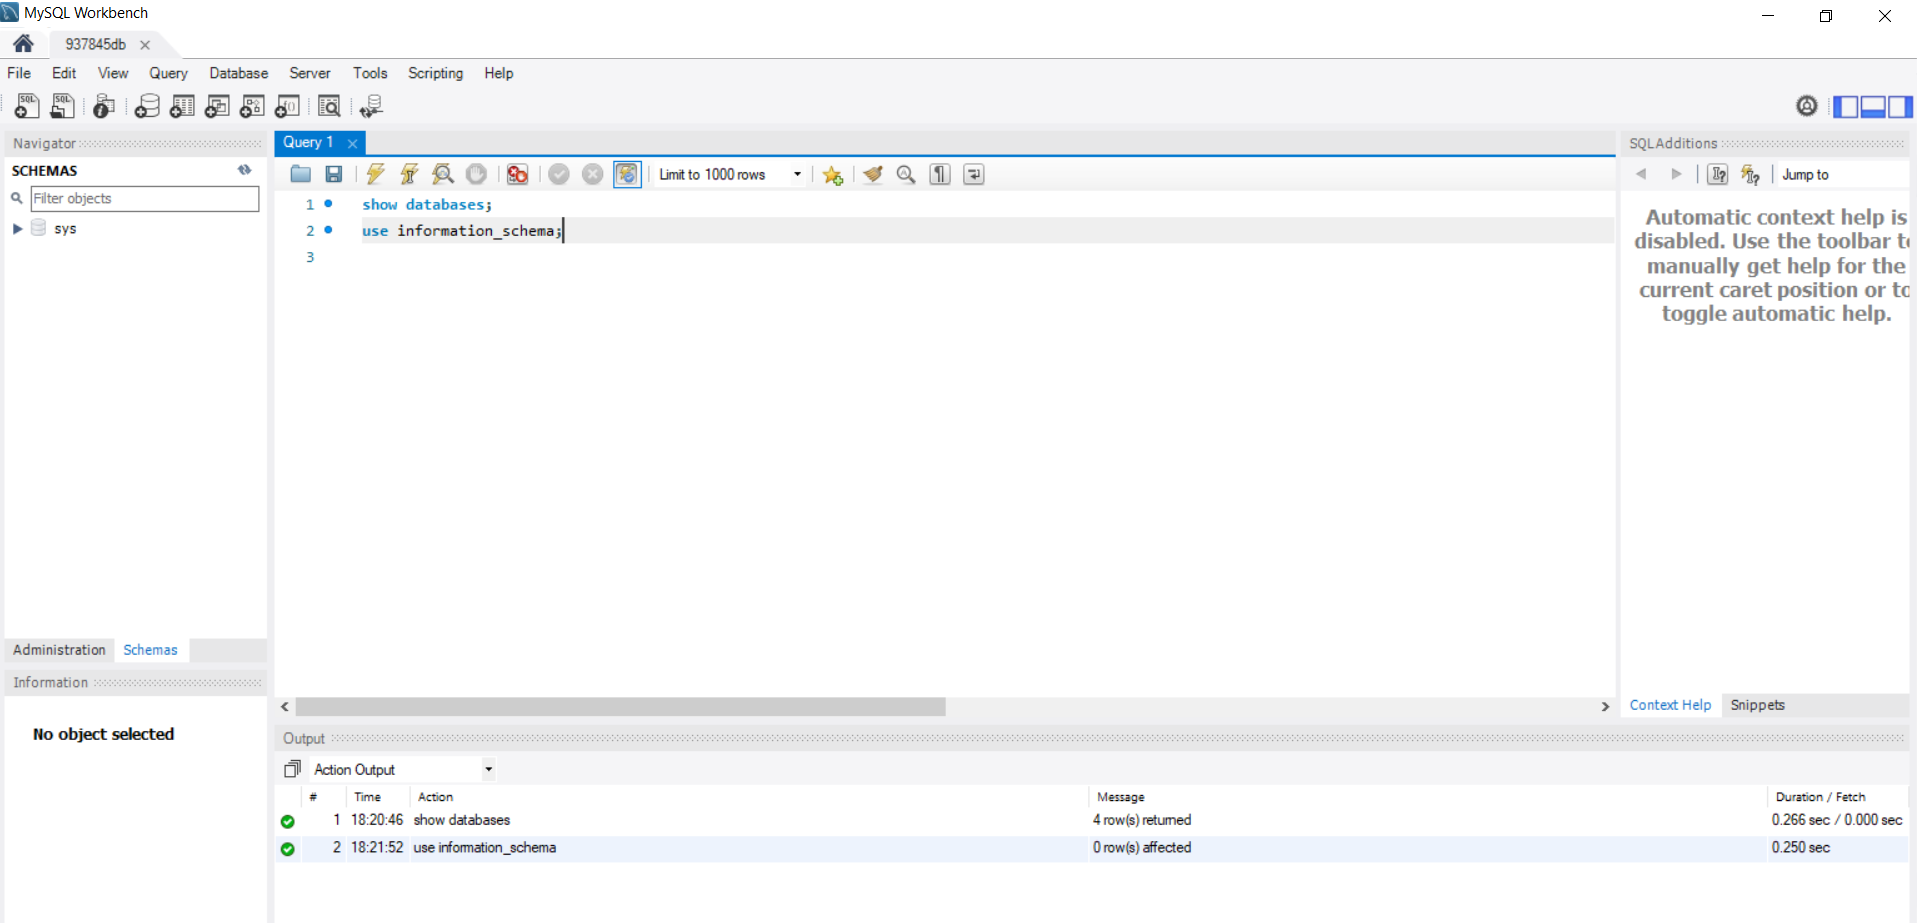 MySQL Workbench
937845db
File Edit View Query Database Server Tools Scripting Help
Navigator
SCHEMAS
Filter objects
sys
Administration Schemas
Information
No object selected
Query 1
Limit to 1000 rows
1 show databases;
2 use information_schema;
3
SQLAdditions
Jump to
Automatic context help is
disabled. Use the toolbar to
manually get help for the
current caret position or to
toggle automatic help.
Context Help Snippets
Output
Action Output
# Time Action Message Duration / Fetch
1 18:20:46 show databases 4 row(s) returned 0.266 sec / 0.000 sec
2 18:21:52 use information_schema 0 row(s) affected 0.250 sec